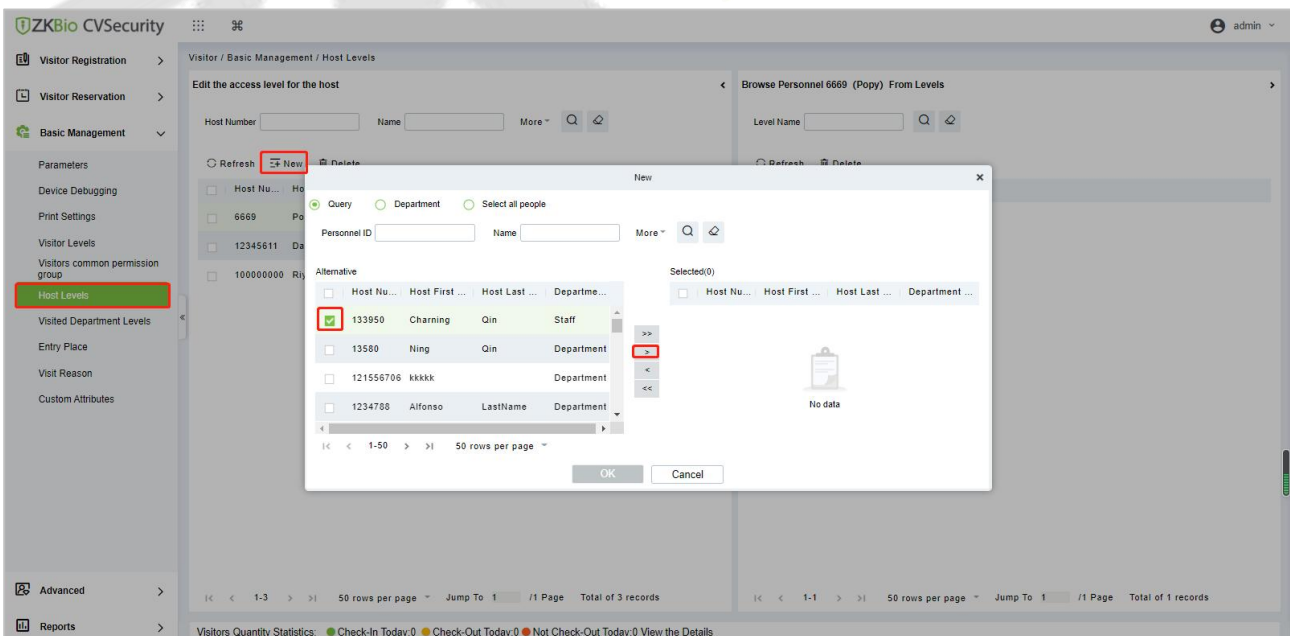 ZKBio CVSecurity
admin
Visitor Registration
Visitor Reservation
Basic Management
Parameters
Device Debugging
Print Settings
Visitor Levels
Visitors common permission
group
Host Levels
Visited Department Levels
Entry Place
Visit Reason
Custom Attributes
Advanced
Reports
Visitor / Basic Management / Host Levels
Edit the access level for the host
Host Number Name More
Refresh New Delete
Host Nu... Ho
6669 Po
12345611 Da
100000000 Riy
1-3 50 rows per page Jump To 1 /1 Page Total of 3 records
Browse Personnel 6669 (Popy) From Levels
Level Name
Refresh Delete
1-1 50 rows per page Jump To 1 /1 Page Total of 1 records
New
Query Department Select all people
Personnel ID Name More
Alternative
Host Nu... Host First ... Host Last ... Departme...
133950 Charning Qin Staff
13580 Ning Qin Department
121556706 kkkkk Department
1234788 Alfonso LastName Department
1-50 50 rows per page
>>
>
<
<<
Selected(0)
Host Nu... Host First ... Host Last ... Department ...
No data
OK Cancel
Visitors Quantity Statistics: Check-In Today:0 Check-Out Today:0 Not Check-Out Today:0 View the Details